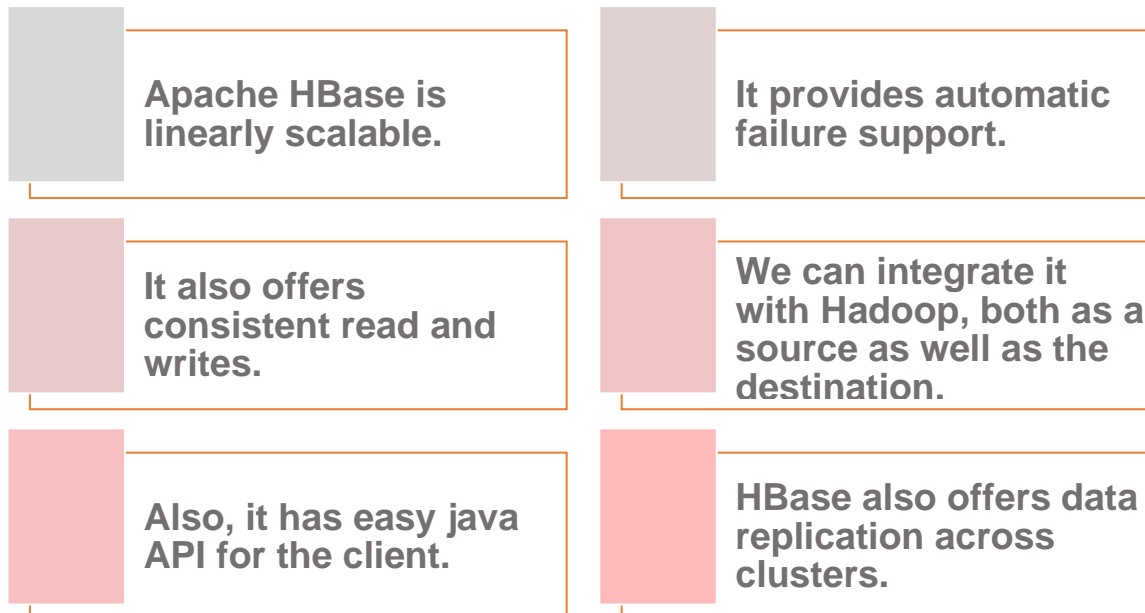 Apache HBase is
linearly scalable.
It provides automatic
failure support.
It also offers
consistent read and
writes.
We can integrate it
with Hadoop, both as a
source as well as the
destination.
Also, it has easy java
API for the client.
HBase also offers data
replication across
clusters.